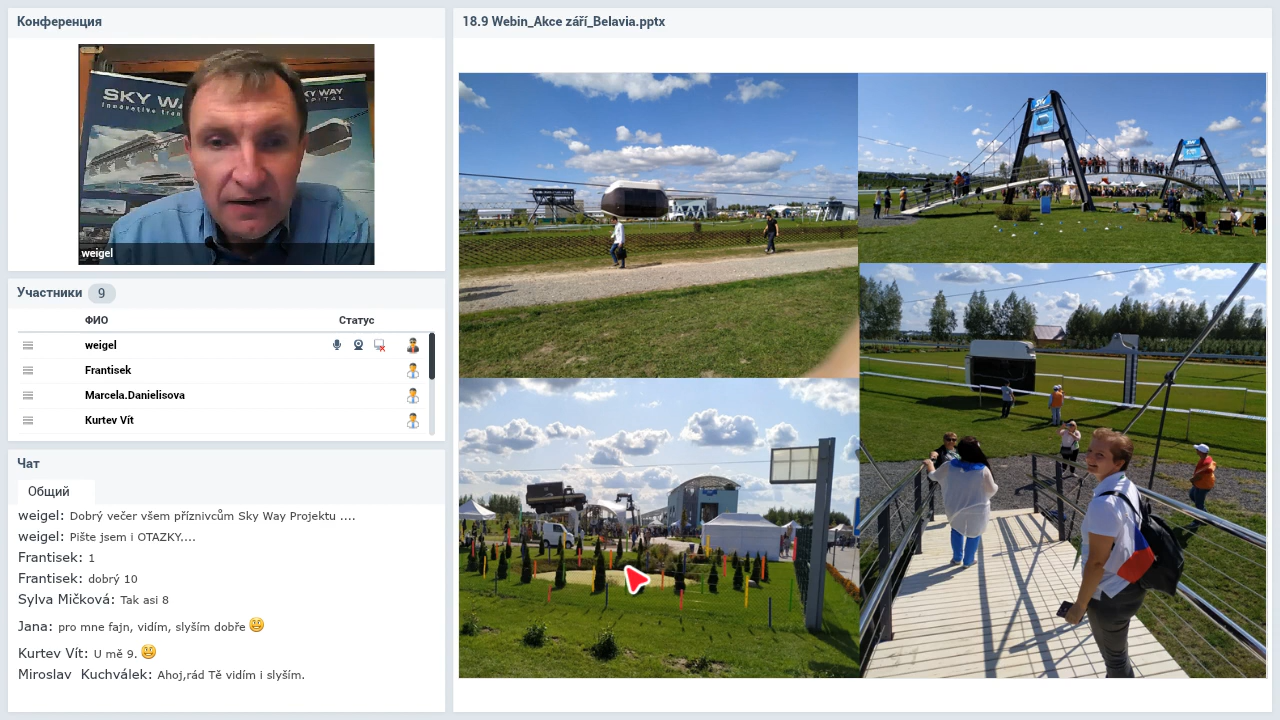 Конференция
SKY WA
CAPITAL
weigel
Участники 9
ФИО Статус
weigel
Frantisek
Marcela.Danielisova
Kurtev Vít
Чат
Общий
weigel: Dobrý večer všem příznivcům Sky Way Projektu ....
weigel: Pište jsem i OTAZKY....
Frantisek: 1
Frantisek: dobrý 10
Sylva Mičková: Tak asi 8
Jana: pro mne fajn, vidím, slyším dobře
Kurtev Vít: U mě 9.
Miroslav Kuchválek: Ahoj,rád Tě vidím i slyším.
18.9 Webin_Akce září_Belavia.pptx